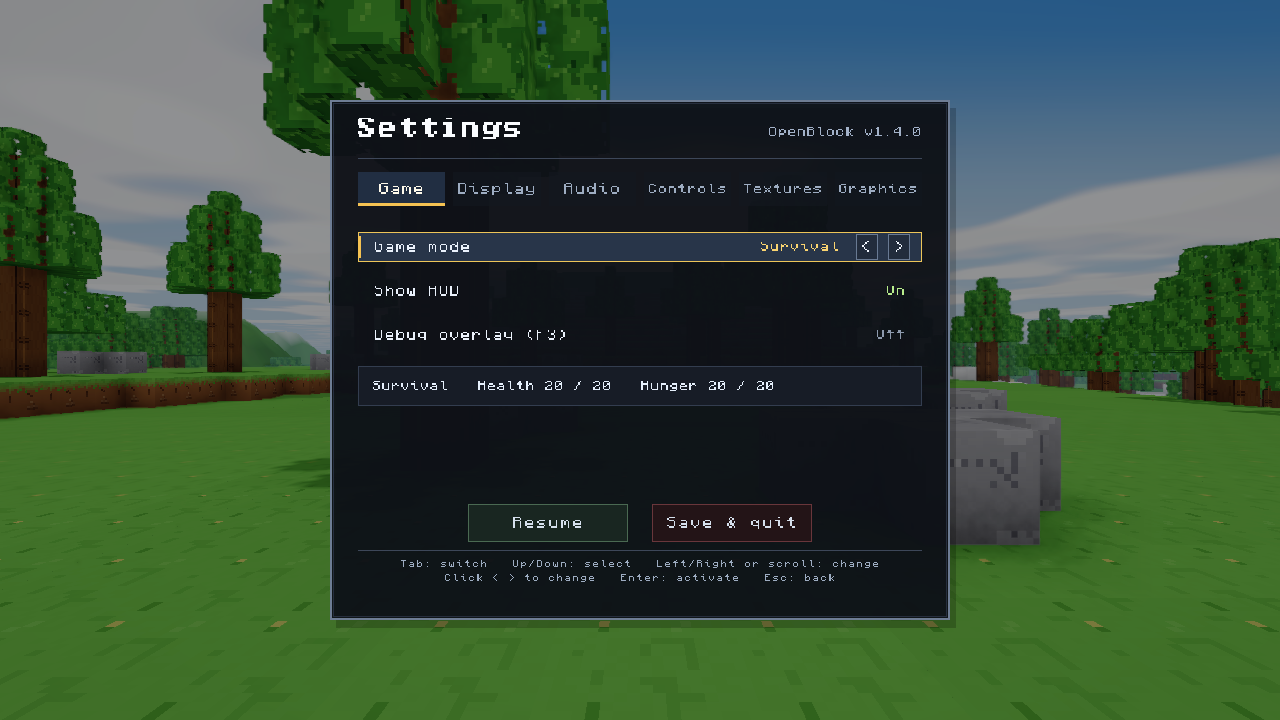 Settings
OpenBlock v1.4.0
Game Display Audio Controls Textures Graphics
Game mode Survival < >
Show HUD On
Debug overlay (F3) Off
Survival Health 20 / 20 Hunger 20 / 20
Resume Save & quit
Tab: switch Up/Down: select Left/Right or scroll: change
Click < > to change Enter: activate Esc: back